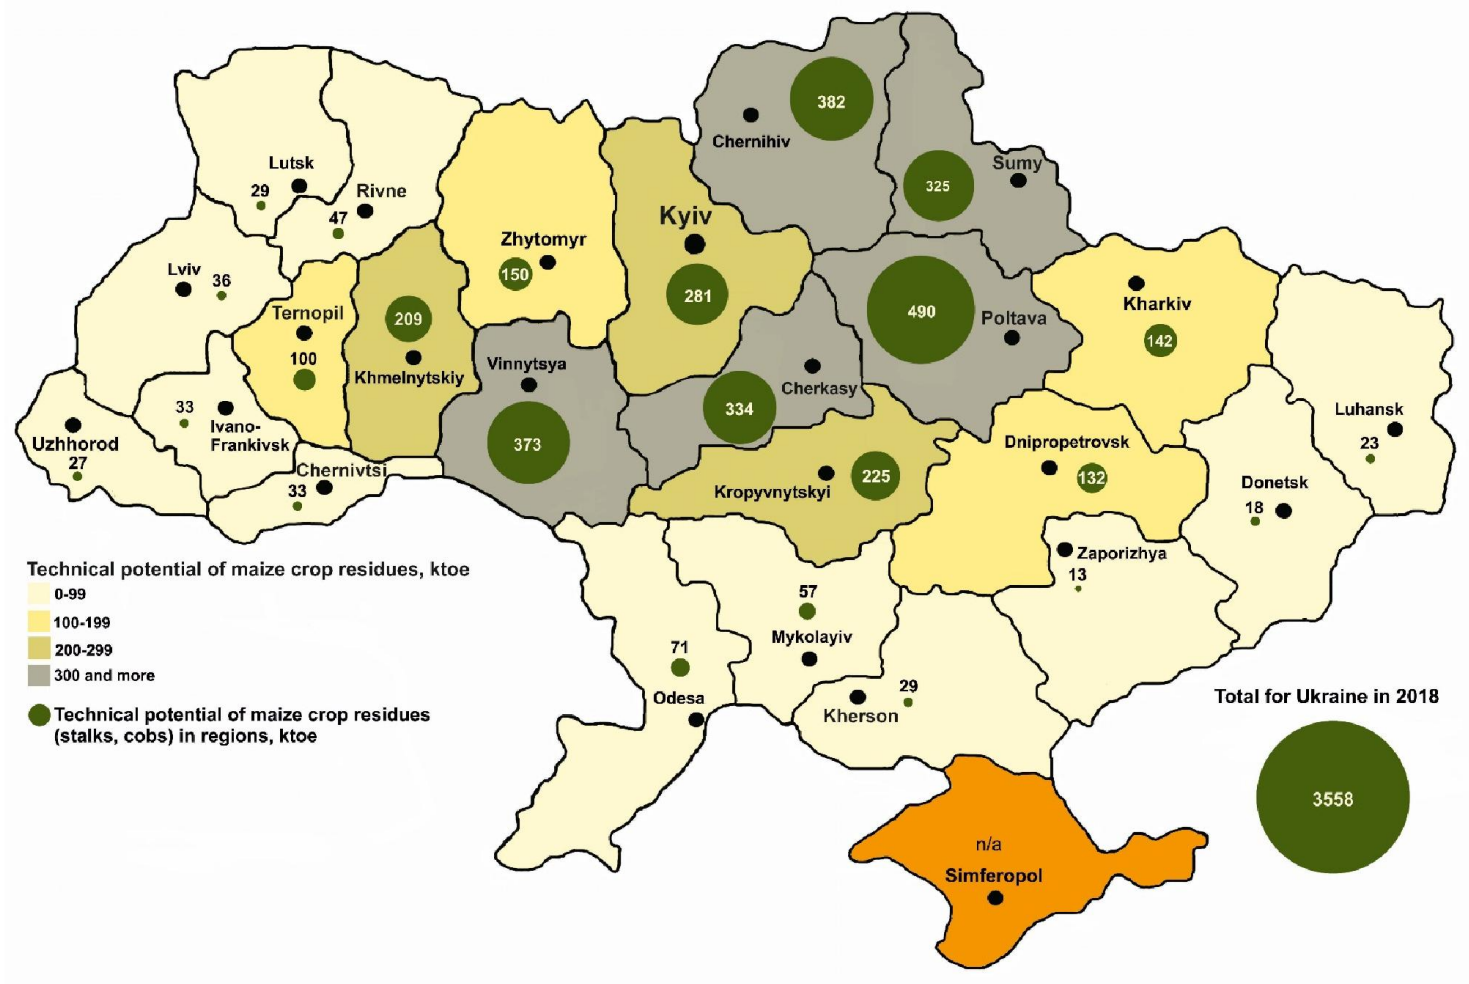 382
Chernihiv
325
Sumy
Lutsk
29
Rivne
47
Kyiv
281
Zhytomyr
150
Lviv
36
Ternopil
100
209
Khmelnytskiy
Vinnytsya
373
490
Poltava
Kharkiv
142
Cherkasy
334
33
Ivano-
Frankivsk
Uzhhorod
27
Chernivtsi
33
Kropyvnytskyi
225
Dnipropetrovsk
132
Luhansk
23
Donetsk
18
Zaporizhya
13
57
Mykolayiv
71
Odesa
29
Kherson
n/a
Simferopol
Technical potential of maize crop residues, ktoe
0-99
100-199
200-299
300 and more
Technical potential of maize crop residues
(stalks, cobs) in regions, ktoe
Total for Ukraine in 2018
3558